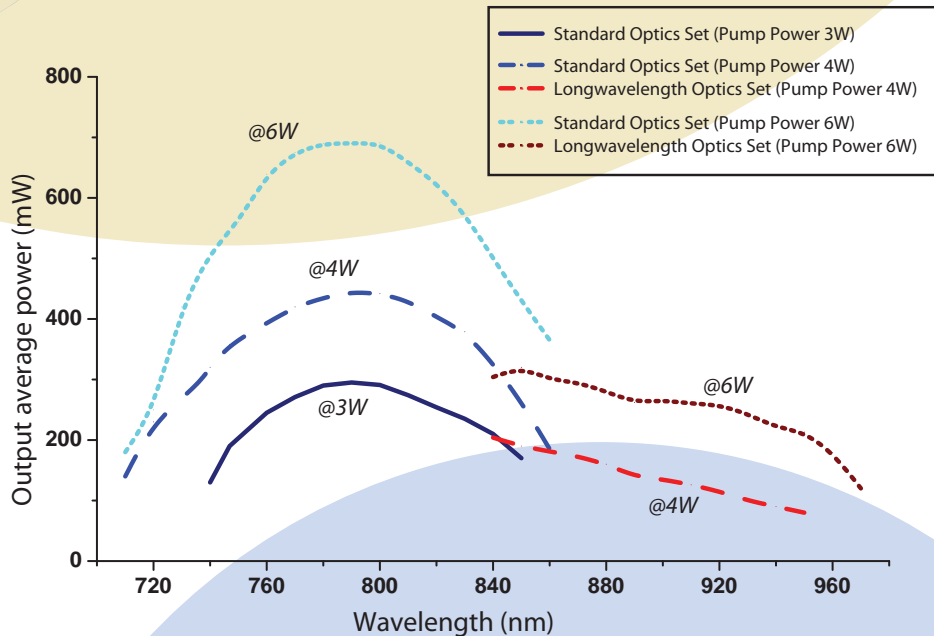 Standard Optics Set (Pump Power 3W)
Standard Optics Set (Pump Power 4W)
Longwavelength Optics Set (Pump Power 4W)
Standard Optics Set (Pump Power 6W)
Longwavelength Optics Set (Pump Power 6W)
800
@6W
600
@4W
400
@3W
@6W
200
@4W
0
Output average power (mW)
720 760 800 840 880 920 960
Wavelength (nm)